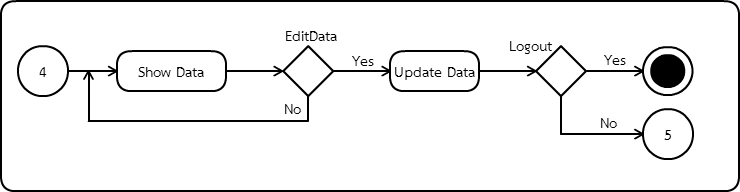 EditData
Logout
4
Show Data
Yes
Update Data
Yes
No
No
5